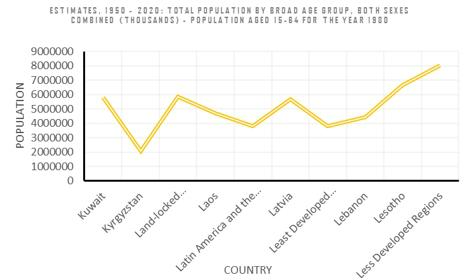 ESTIMATES, 1950 - 2020: TOTAL POPULATION BY BROAD AGE GROUP, BOTH SEXES
COMBINED (THOUSANDS) - POPULATION AGED 15-64 FOR THE YEAR 1980
POPULATION
9000000
8000000
7000000
6000000
5000000
4000000
3000000
2000000
1000000
0
Kuwait
Kyrgyzstan
Land-locked...
Laos
Latin America and the...
Latvia
Least Developed...
Lebanon
Lesotho
Less Developed Regions
COUNTRY